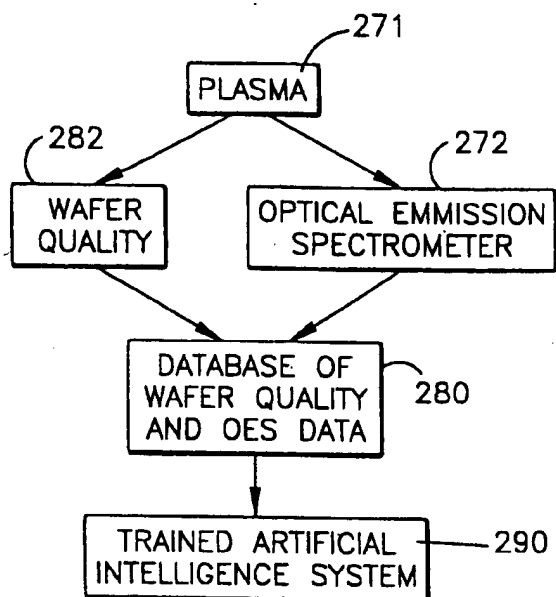 271
PLASMA
282
272
WAFER
QUALITY
OPTICAL EMMISSION
SPECTROMETER
DATABASE OF
WAFER QUALITY
AND OES DATA
280
TRAINED ARTIFICIAL
INTELLIGENCE SYSTEM
290